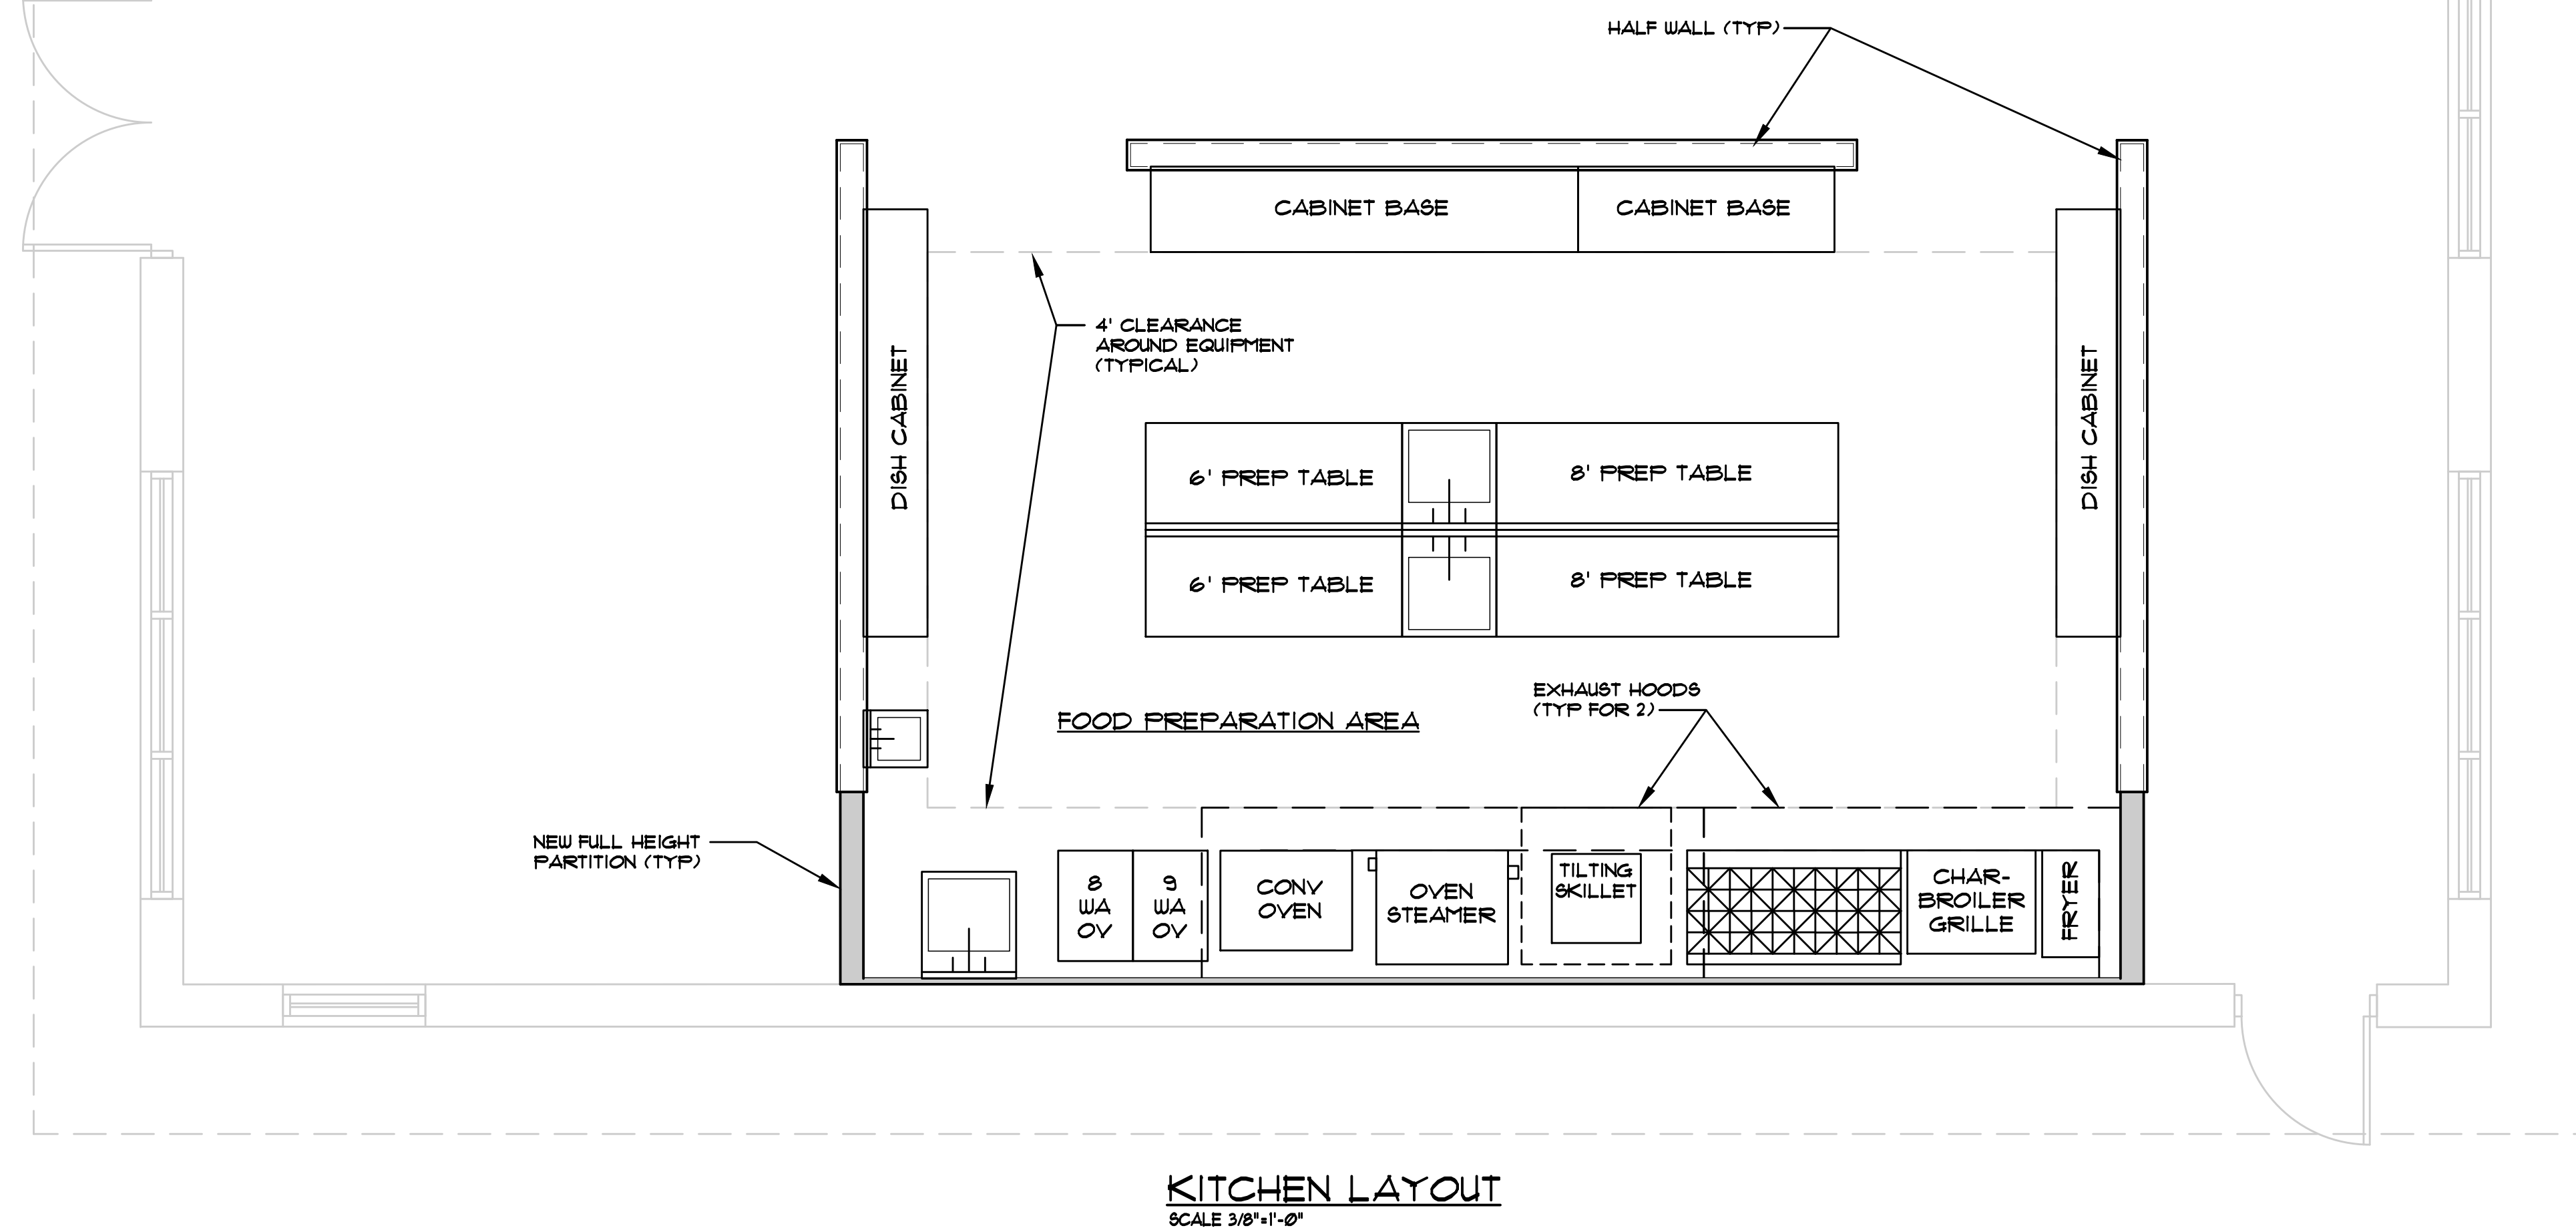 HALF WALL (TYP)
CABINET BASE
CABINET BASE
4' CLEARANCE
AROUND EQUIPMENT
(TYPICAL)
DISH CABINET
DISH CABINET
6' PREP TABLE
8' PREP TABLE
6' PREP TABLE
8' PREP TABLE
EXHAUST HOODS
(TYP FOR 2)
FOOD PREPARATION AREA
NEW FULL HEIGHT
PARTITION (TYP)
8
WA
OV
9
WA
OV
CONV
OVEN
OVEN
STEAMER
TILTING
SKILLET
CHAR-
BROILER
GRILLE
FRYER
KITCHEN LAYOUT
SCALE 3/8"=1'-0"